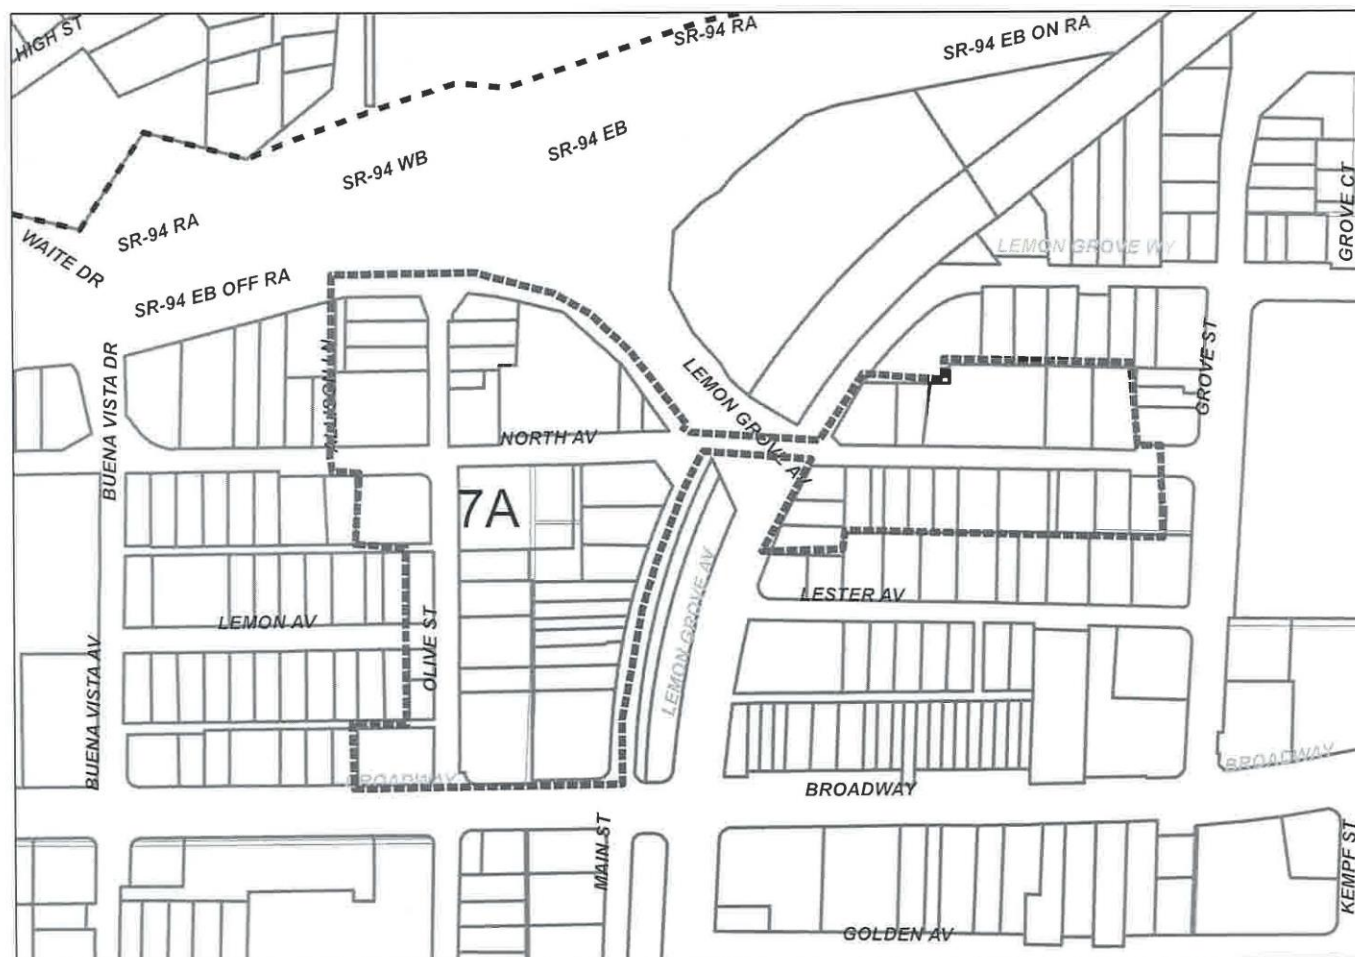 HIGH ST
SR-94 RA
SR-94 EB ON RA
SR-94 EB
SR-94 WB
GROVE CT
SR-94 RA
WAITE DR
LEMON GROVE WY
SR-94 EB OFF RA
BUENA VISTA DR
GROVE ST
LEMON GROVE AV
NORTH AV
7A
LEMON GROVE AV
LESTER AV
LEMON AV
OLIVE ST
BUENA VISTA AV
BROADWAY
BROADWAY
BROADWAY
MAIN ST
KEMPF ST
GOLDEN AV